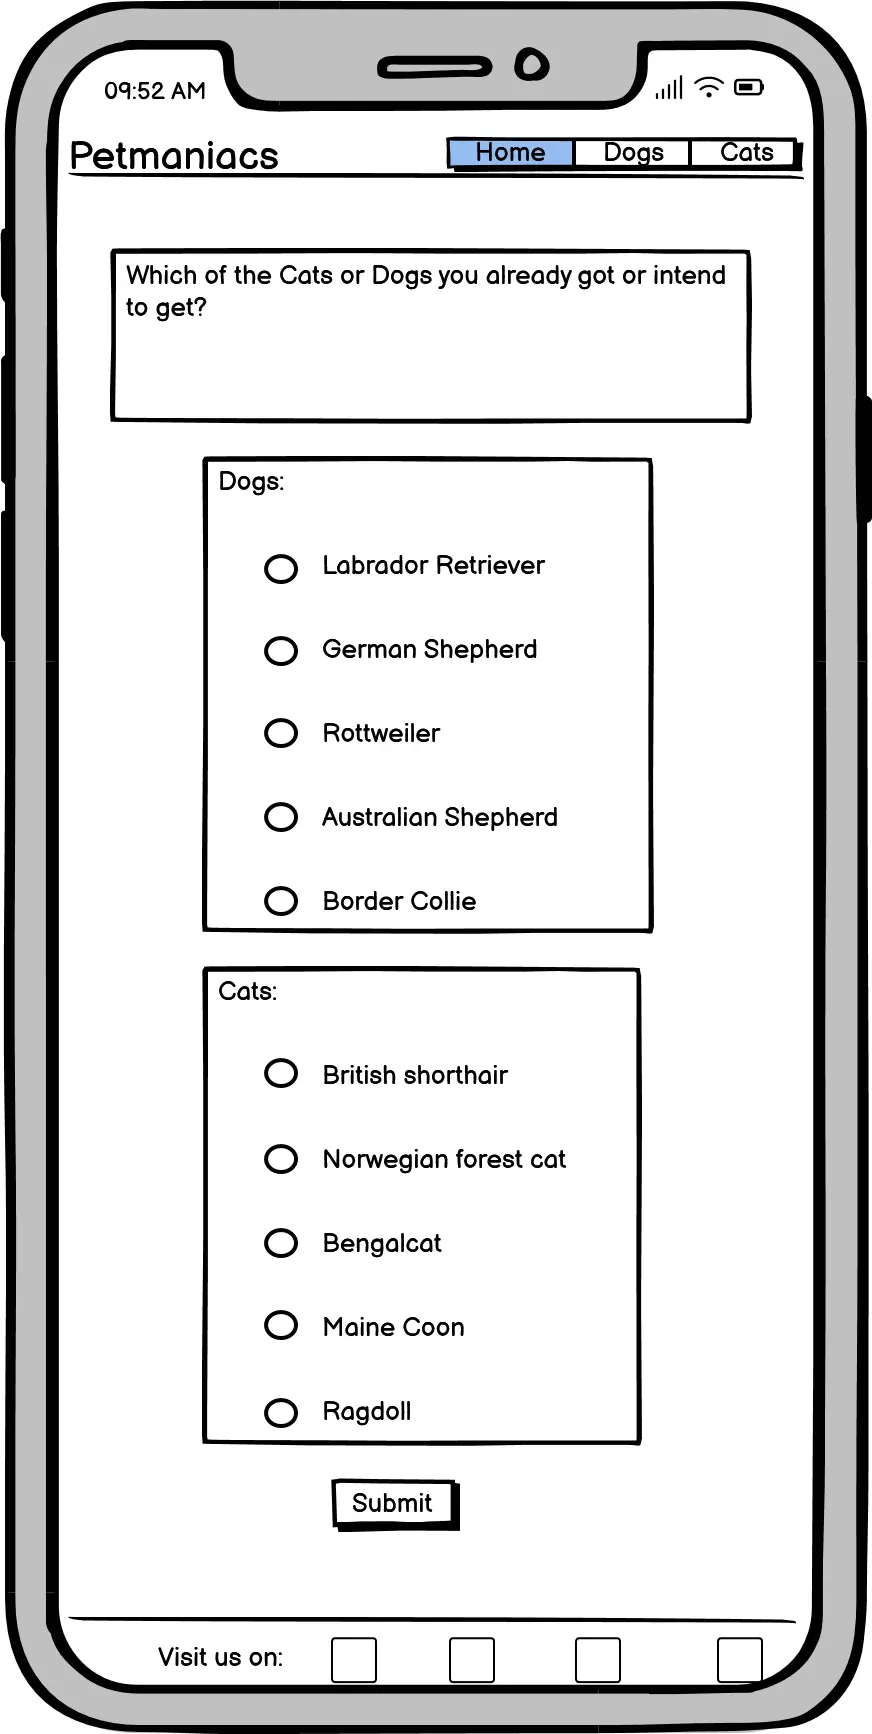 09:52 AM
Petmaniacs
Home Dogs Cats
Which of the Cats or Dogs you already got or intend
to get?
Dogs:
Labrador Retriever
German Shepherd
Rottweiler
Australian Shepherd
Border Collie
Cats:
British shorthair
Norwegian forest cat
Bengalcat
Maine Coon
Ragdoll
Submit
Visit us on: